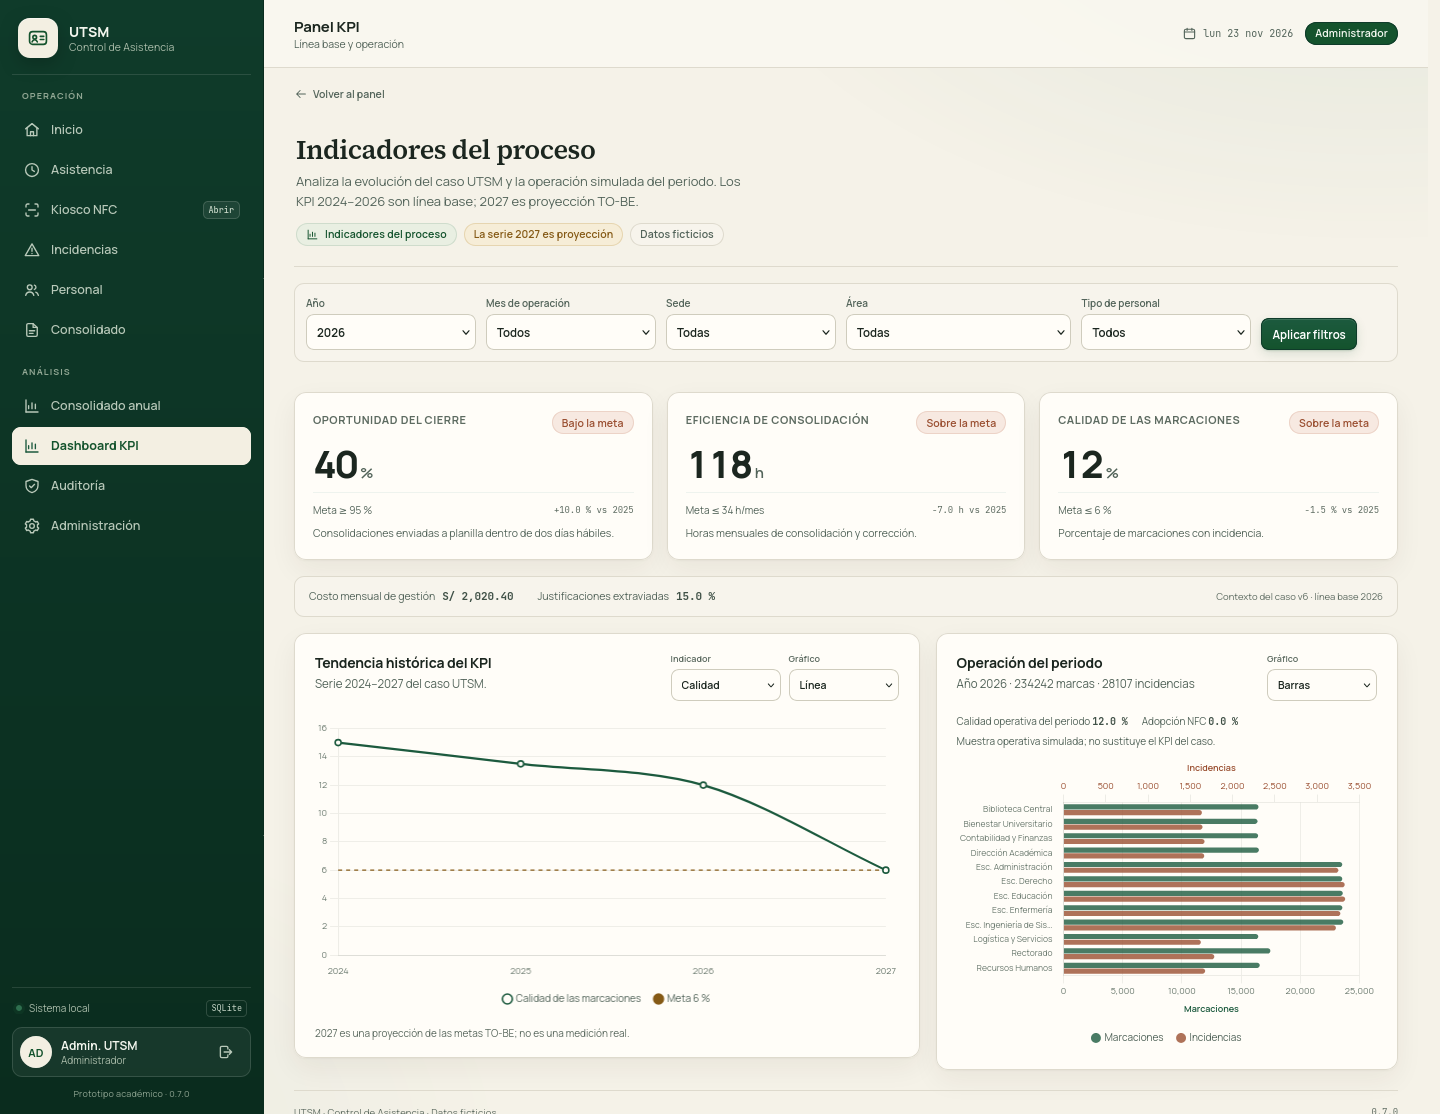 UTSM
Control de Asistencia
OPERACIÓN
Inicio
Asistencia
Kiosco NFC
Abrir
Incidencias
Personal
Consolidado
ANÁLISIS
Consolidado anual
Dashboard KPI
Auditoría
Administración
Sistema local
SQLite
AD
Admin. UTSM
Administrador
Prototipo académico · 0.7.0
Panel KPI
Línea base y operación
lun 23 nov 2026
Administrador
Volver al panel
Indicadores del proceso
Analiza la evolución del caso UTSM y la operación simulada del periodo. Los
KPI 2024–2026 son línea base; 2027 es proyección TO-BE.
Indicadores del proceso
La serie 2027 es proyección
Datos ficticios
Año
Mes de operación
Sede
Área
Tipo de personal
2026
Todos
Todas
Todas
Todos
Aplicar filtros
OPORTUNIDAD DEL CIERRE
Bajo la meta
40 %
Meta ≥ 95 %
+10.0 % vs 2025
Consolidaciones enviadas a planilla dentro de dos días hábiles.
EFICIENCIA DE CONSOLIDACIÓN
Sobre la meta
118 h
Meta ≤ 34 h/mes
-7.0 h vs 2025
Horas mensuales de consolidación y corrección.
CALIDAD DE LAS MARCACIONES
Sobre la meta
12 %
Meta ≤ 6 %
-1.5 % vs 2025
Porcentaje de marcaciones con incidencia.
Costo mensual de gestión S/ 2,020.40
Justificaciones extraviadas 15.0 %
Contexto del caso v6 · línea base 2026
Tendencia histórica del KPI
Serie 2024–2027 del caso UTSM.
Indicador
Calidad
Gráfico
Línea
16
14
12
10
8
6
4
2
0
2024
2025
2026
2027
Calidad de las marcaciones
Meta 6 %
2027 es una proyección de las metas TO-BE; no es una medición real.
Operación del periodo
Año 2026 · 234242 marcas · 28107 incidencias
Gráfico
Barras
Calidad operativa del periodo 12.0 %
Adopción NFC 0.0 %
Muestra operativa simulada; no sustituye el KPI del caso.
Incidencias
0 500 1,000 1,500 2,000 2,500 3,000 3,500
Biblioteca Central
Bienestar Universitario
Contabilidad y Finanzas
Dirección Académica
Esc. Administración
Esc. Derecho
Esc. Educación
Esc. Enfermería
Esc. Ingeniería de Sis…
Logística y Servicios
Rectorado
Recursos Humanos
0 5,000 10,000 15,000 20,000 25,000
Marcaciones
Marcaciones
Incidencias
UTSM · Control de Asistencia · Datos ficticios
0.7.0